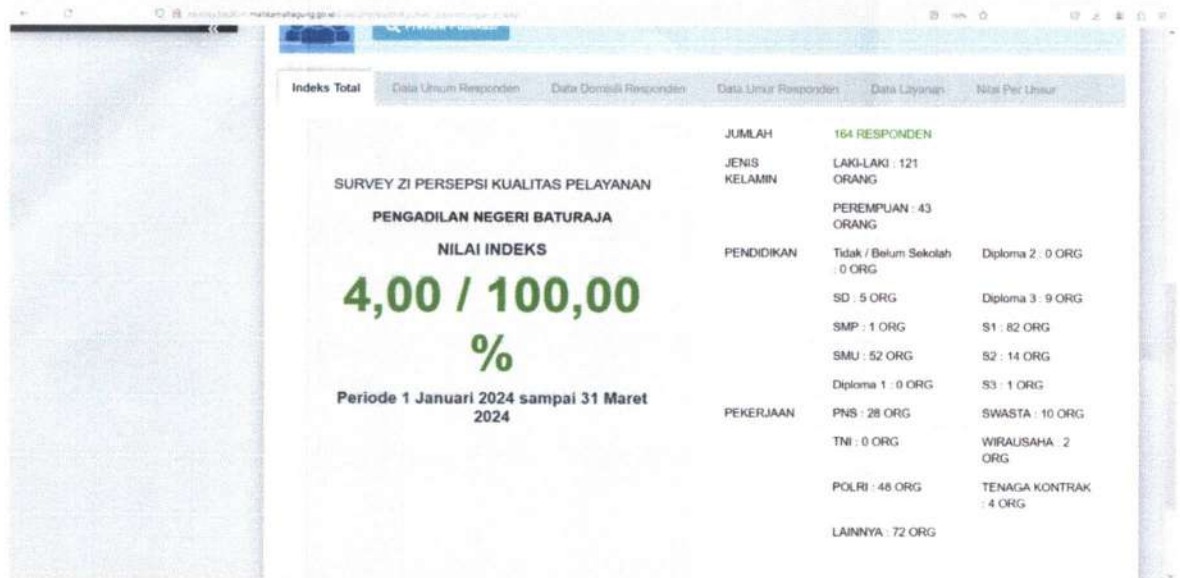 mahkamahagung.go.id
Indeks Total
Data Umum Responden
Data Domisili Responden
Data Umur Responden
Data Layanan
Nilai Per Unsur
SURVEY ZI PERSEPSI KUALITAS PELAYANAN
PENGADILAN NEGERI BATURAJA
NILAI INDEKS
4,00 / 100,00
%
Periode 1 Januari 2024 sampai 31 Maret
2024
JUMLAH
164 RESPONDEN
JENIS
KELAMIN
LAKI-LAKI : 121
ORANG
PEREMPUAN : 43
ORANG
PENDIDIKAN
Tidak / Belum Sekolah
: 0 ORG
Diploma 2 : 0 ORG
SD : 5 ORG
Diploma 3 : 9 ORG
SMP : 1 ORG
S1 : 82 ORG
SMU : 52 ORG
S2 : 14 ORG
Diploma 1 : 0 ORG
S3 : 1 ORG
PEKERJAAN
PNS : 28 ORG
SWASTA : 10 ORG
TNI : 0 ORG
WIRAUSAHA : 2
ORG
POLRI : 48 ORG
TENAGA KONTRAK
: 4 ORG
LAINNYA : 72 ORG